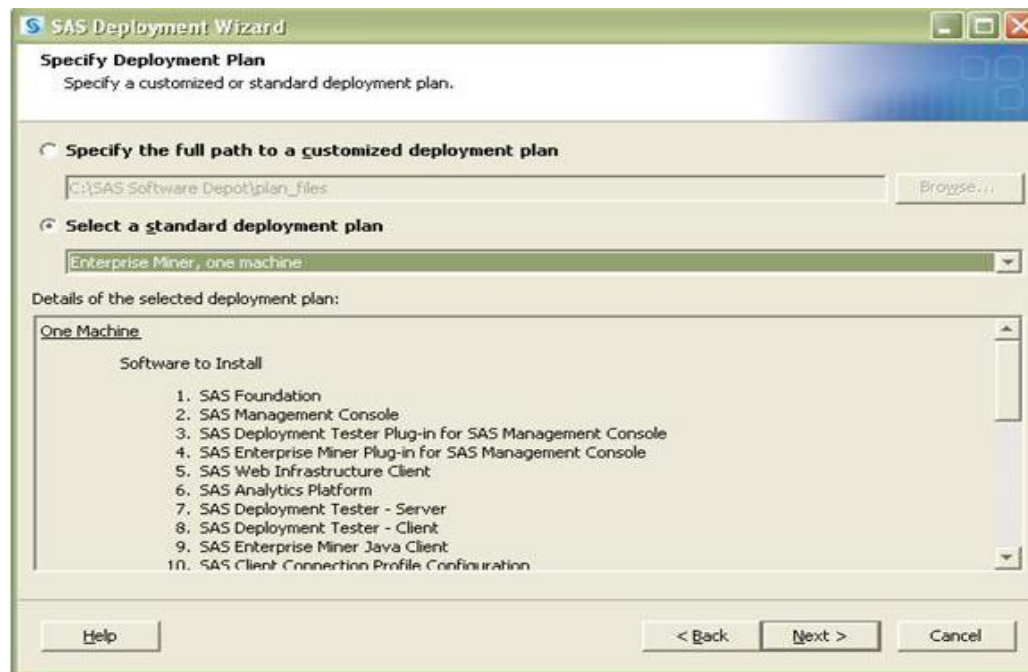 SAS Deployment Wizard
Specify Deployment Plan
Specify a customized or standard deployment plan.
Specify the full path to a customized deployment plan
C:\SAS Software Depot\plan_files
Browse...
Select a standard deployment plan
Enterprise Miner, one machine
Details of the selected deployment plan:
One Machine
Software to Install
1. SAS Foundation
2. SAS Management Console
3. SAS Deployment Tester Plug-in for SAS Management Console
4. SAS Enterprise Miner Plug-in for SAS Management Console
5. SAS Web Infrastructure Client
6. SAS Analytics Platform
7. SAS Deployment Tester - Server
8. SAS Deployment Tester - Client
9. SAS Enterprise Miner Java Client
10. SAS Client Connection Profile Configuration
Help
< Back
Next >
Cancel